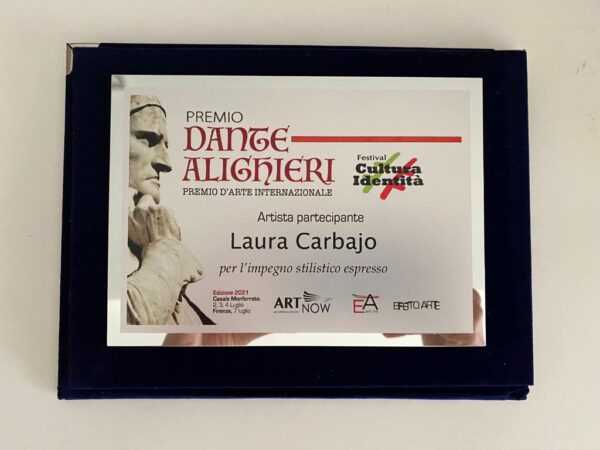 PREMIO
DANTE
ALIGHIERI
PREMIO D'ARTE INTERNAZIONALE
Festival
Cultura
Identità
Artista partecipante
Laura Carbajo
per l'impegno stilistico espresso
Edizione 2021
Casale Monferrato,
2, 3, 4 Luglio
Firenze, 7 luglio
ART
NOW
EA
EFFETTO ARTE